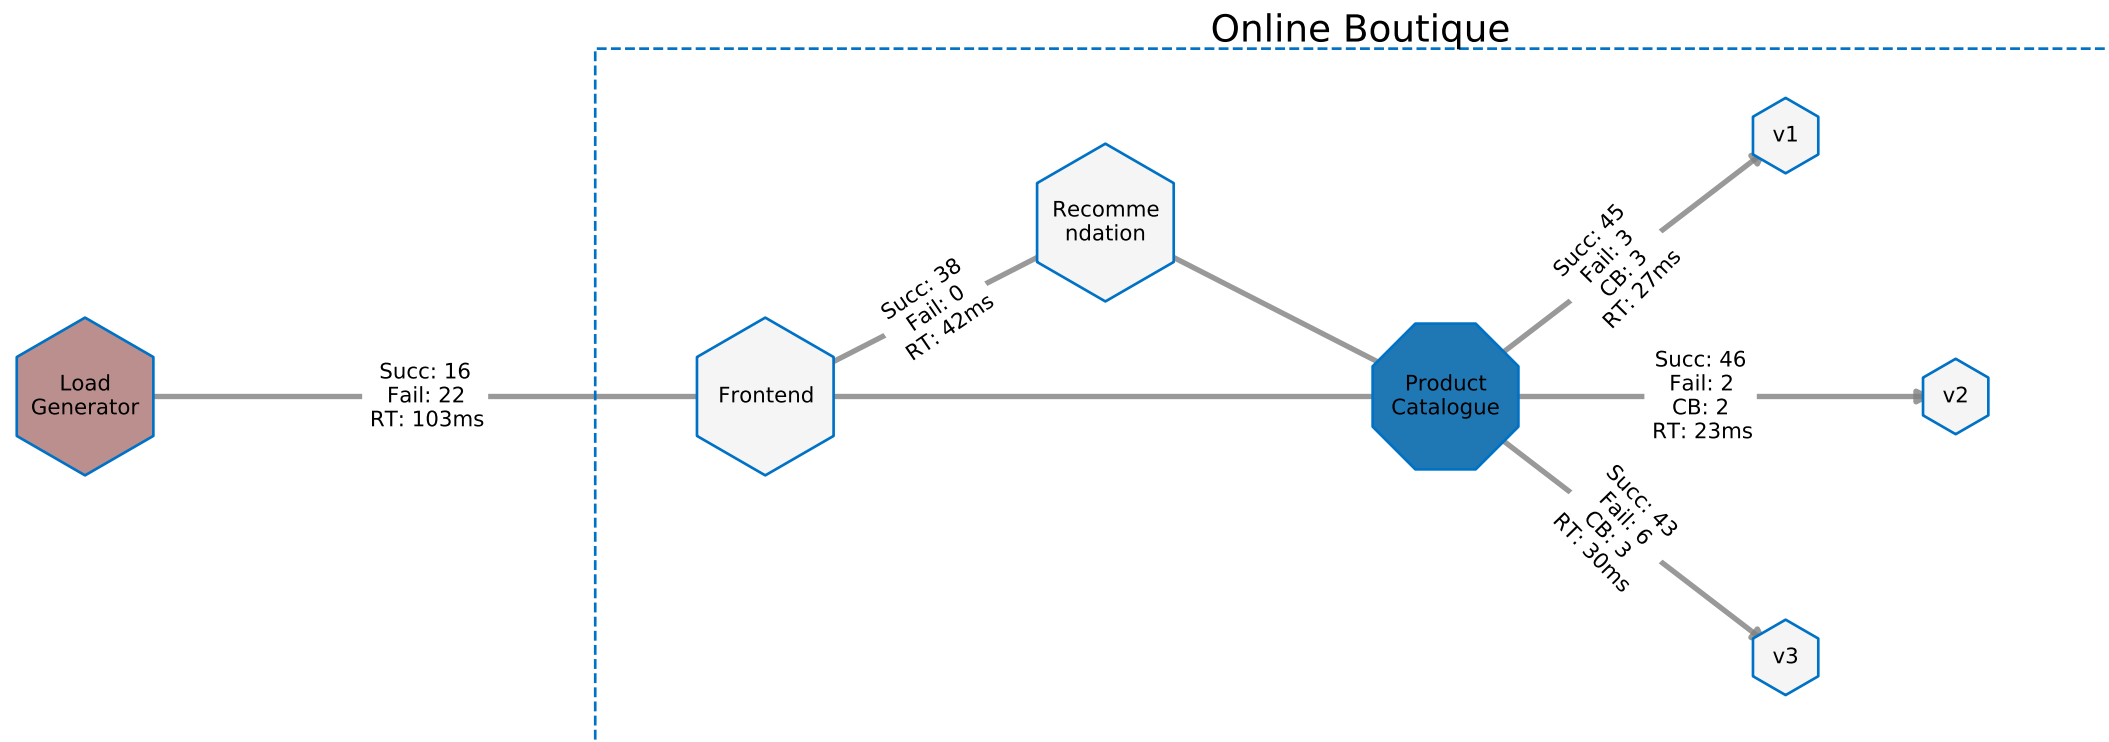 Online Boutique
Load
Generator
Succ: 16
Fail: 22
RT: 103ms
Frontend
Succ: 38
Fail: 0
RT: 42ms
Recomme
ndation
Product
Catalogue
Succ: 45
Fail: 3
CB: 3
RT: 27ms
v1
Succ: 46
Fail: 2
CB: 2
RT: 23ms
v2
Succ: 43
Fail: 6
CB: 3
RT: 30ms
v3